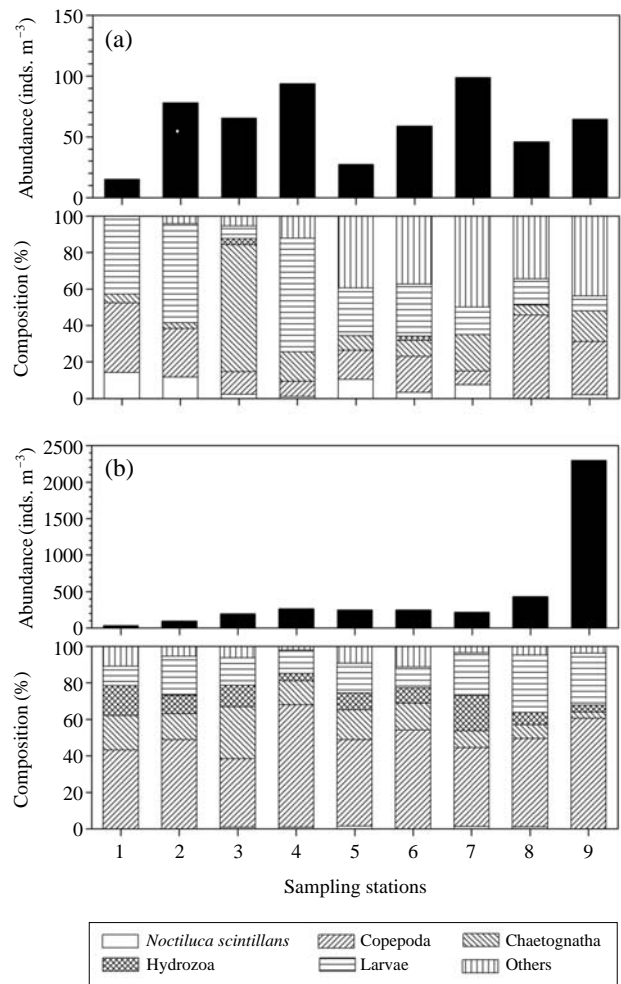 (a)
Abundance (inds. m⁻³)
150
100
50
0
Composition (%)
100
80
60
40
20
0
(b)
Abundance (inds. m⁻³)
2500
2000
1500
1000
500
0
Composition (%)
100
80
60
40
20
0
1 2 3 4 5 6 7 8 9
Sampling stations
Noctiluca scintillans Copepoda Chaetognatha
Hydrozoa Larvae Others